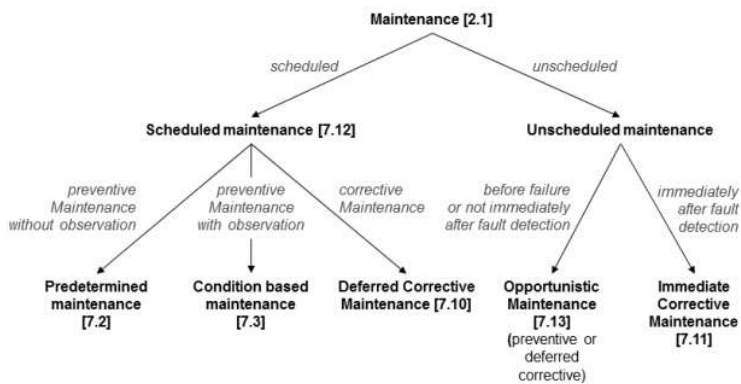 Maintenance [2.1]
scheduled
unscheduled
Scheduled maintenance [7.12]
Unscheduled maintenance
preventive
Maintenance
without observation
preventive
Maintenance
with observation
corrective
Maintenance
before failure
or not immediately
after fault detection
immediately
after fault
detection
Predetermined
maintenance
[7.2]
Condition based
maintenance
[7.3]
Deferred Corrective
Maintenance [7.10]
Opportunistic
Maintenance
[7.13]
(preventive or
deferred
corrective)
Immediate
Corrective
Maintenance
[7.11]